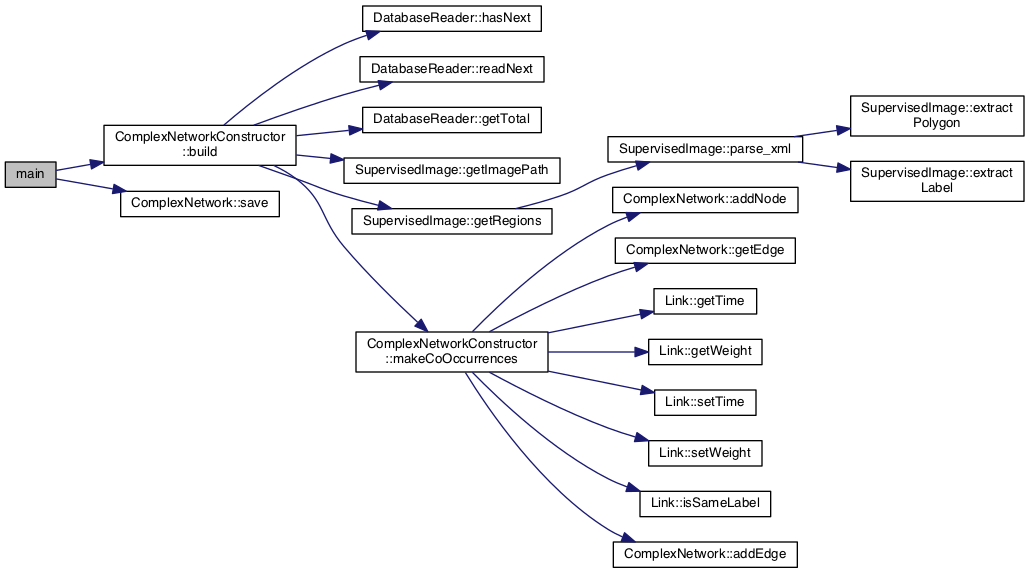 main
ComplexNetworkConstructor
::build
ComplexNetwork::save
DatabaseReader::hasNext
DatabaseReader::readNext
DatabaseReader::getTotal
SupervisedImage::getImagePath
SupervisedImage::getRegions
ComplexNetworkConstructor
::makeCoOccurrences
SupervisedImage::parse_xml
ComplexNetwork::addNode
ComplexNetwork::getEdge
Link::getTime
Link::getWeight
Link::setTime
Link::setWeight
Link::isSameLabel
ComplexNetwork::addEdge
SupervisedImage::extract
Polygon
SupervisedImage::extract
Label